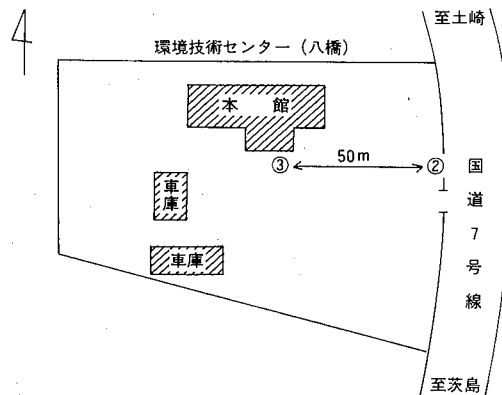 至土崎
環境技術センター（八橋）
本館
③
50m
②
車庫
車庫
国道7号線
至茨島